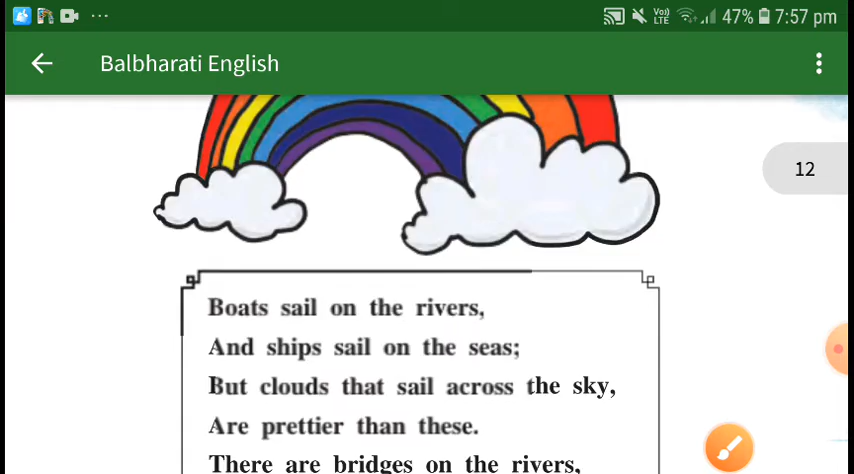 47% 7:57 pm
Balbharati English
12
Boats sail on the rivers,
And ships sail on the seas;
But clouds that sail across the sky,
Are prettier than these.
There are bridges on the rivers,